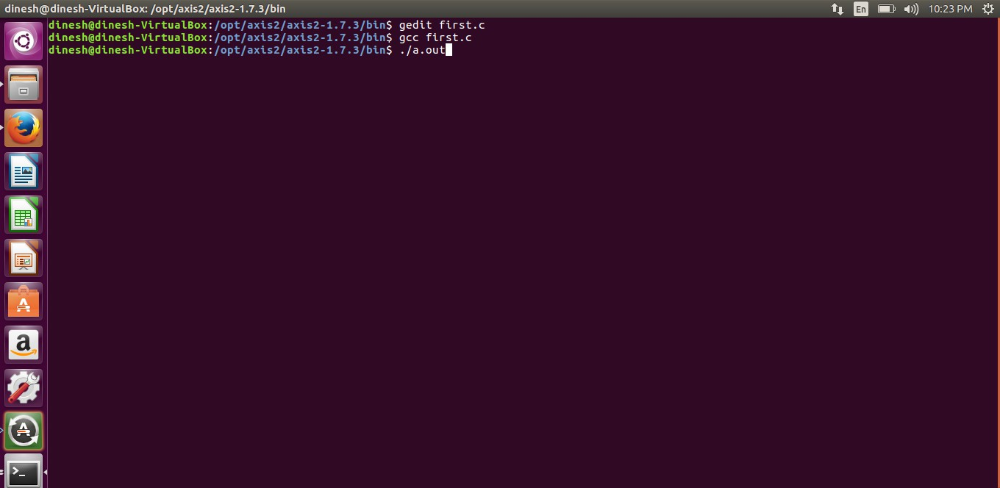 dinesh@dinesh-VirtualBox: /opt/axis2/axis2-1.7.3/bin
En
10:23 PM
dinesh@dinesh-VirtualBox:/opt/axis2/axis2-1.7.3/bin$ gedit first.c
dinesh@dinesh-VirtualBox:/opt/axis2/axis2-1.7.3/bin$ gcc first.c
dinesh@dinesh-VirtualBox:/opt/axis2/axis2-1.7.3/bin$ ./a.out